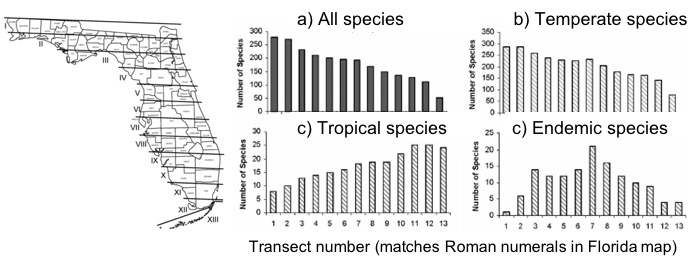 a) All species
b) Temperate species
Number of Species
300
250
200
150
100
50
0
Number of Species
350
300
250
200
150
100
50
0
c) Tropical species
c) Endemic species
Number of Species
30
25
20
15
10
5
0
1 2 3 4 5 6 7 8 9 10 11 12 13
Number of Species
25
20
15
10
5
0
1 2 3 4 5 6 7 8 9 10 11 12 13
Transect number (matches Roman numerals in Florida map)
I
II
III
IV
V
VI
VII
VIII
IX
X
XI
XII
XIII